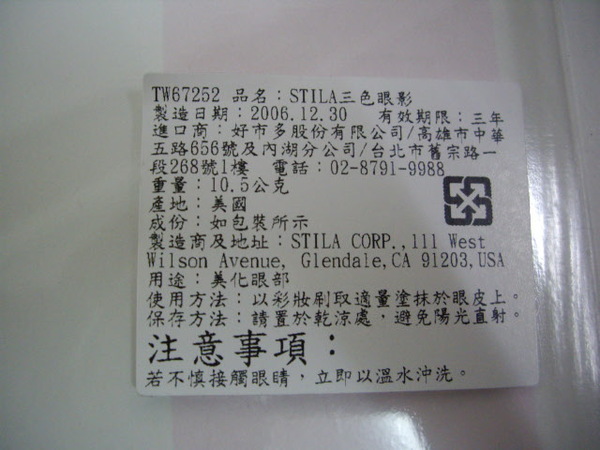 TW67252 品名：STILA三色眼影
製造日期：2006.12.30 有效期限：三年
進口商：好市多股份有限公司/高雄市中華
五路656號及內湖分公司/台北市舊宗路一
段268號1樓 電話：02-8791-9988
重量：10.5公克
產地：美國
成份：如包裝所示
製造商及地址：STILA CORP.,111 West
Wilson Avenue, Glendale,CA 91203,USA
用途：美化眼部
使用方法：以彩妝刷取適量塗抹於眼皮上。
保存方法：請置於乾涼處，避免陽光直射。
注意事項：
若不慎接觸眼睛，立即以溫水沖洗。